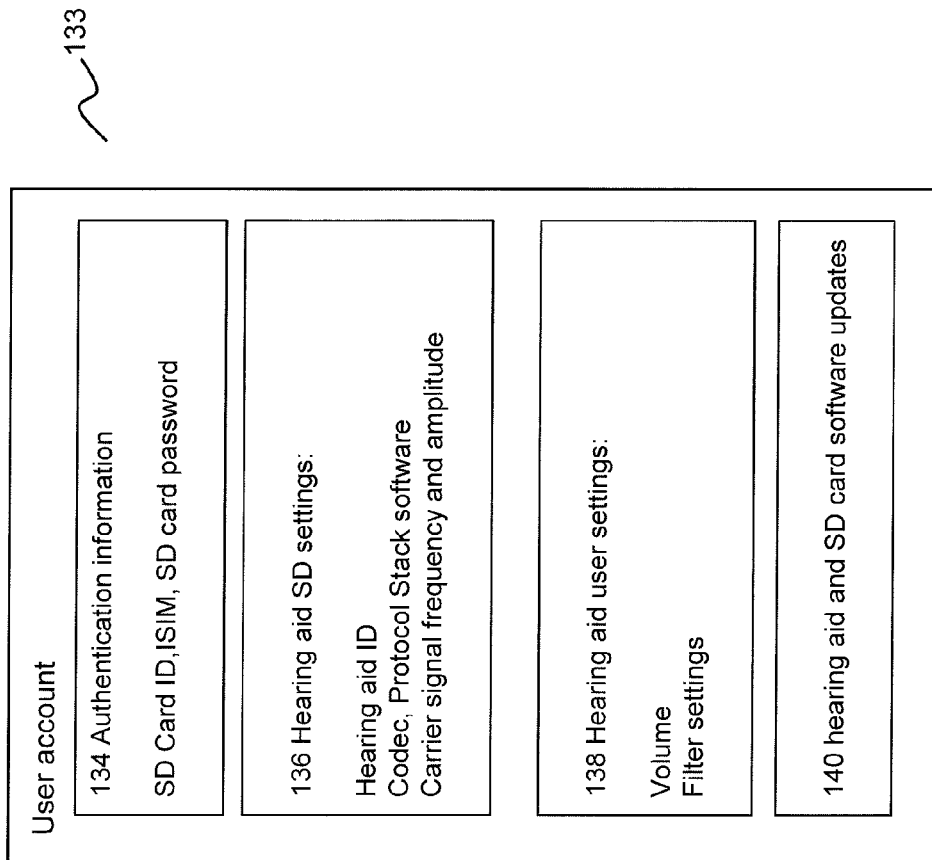 User account
133
134 Authentication information
SD Card ID,ISIM, SD card password
136 Hearing aid SD settings:
Hearing aid ID
Codec, Protocol Stack software
Carrier signal frequency and amplitude
138 Hearing aid user settings:
Volume
Filter settings
140 hearing aid and SD card software updates